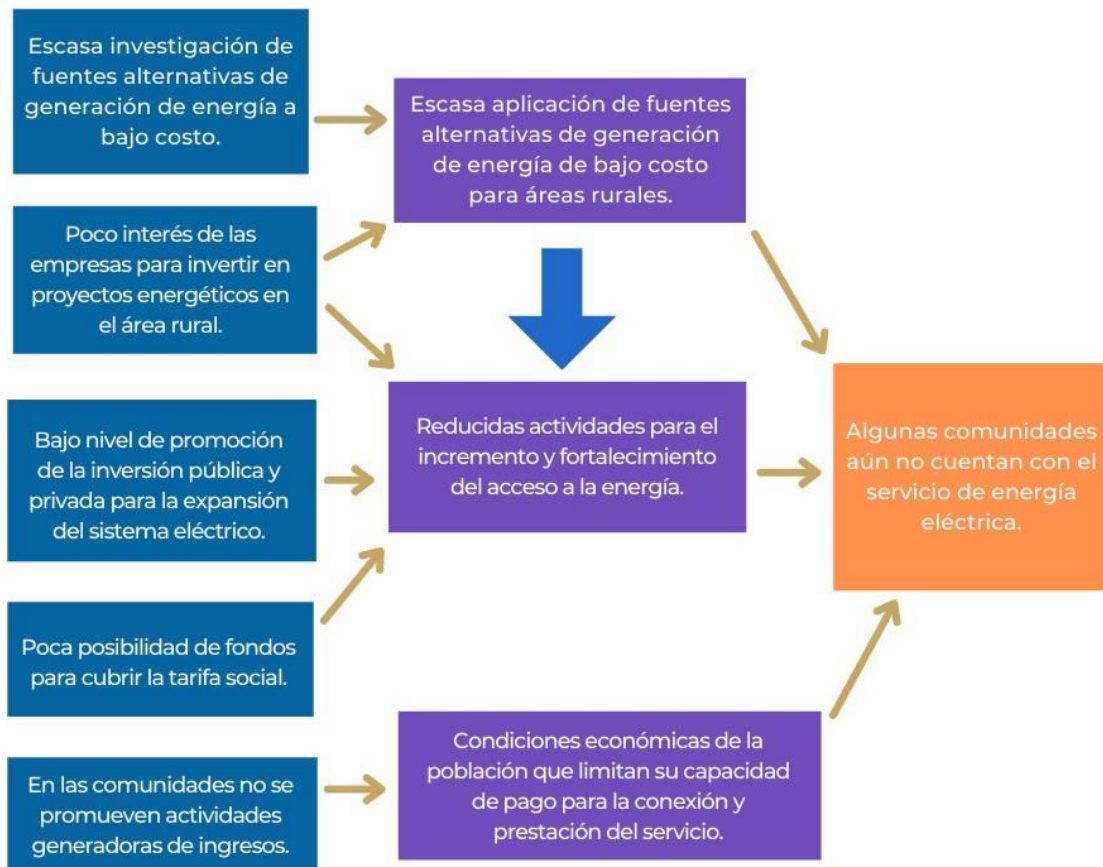 Escasa investigación de
fuentes alternativas de
generación de energía a
bajo costo.
Poco interés de las
empresas para invertir en
proyectos energéticos en
el área rural.
Bajo nivel de promoción
de la inversión pública y
privada para la expansión
del sistema eléctrico.
Poca posibilidad de fondos
para cubrir la tarifa social.
En las comunidades no se
promueven actividades
generadoras de ingresos.
Escasa aplicación de fuentes
alternativas de generación
de energía de bajo costo
para áreas rurales.
Reducidas actividades para el
incremento y fortalecimiento
del acceso a la energía.
Condiciones económicas de la
población que limitan su capacidad
de pago para la conexión y
prestación del servicio.
Algunas comunidades
aún no cuentan con el
servicio de energía
eléctrica.